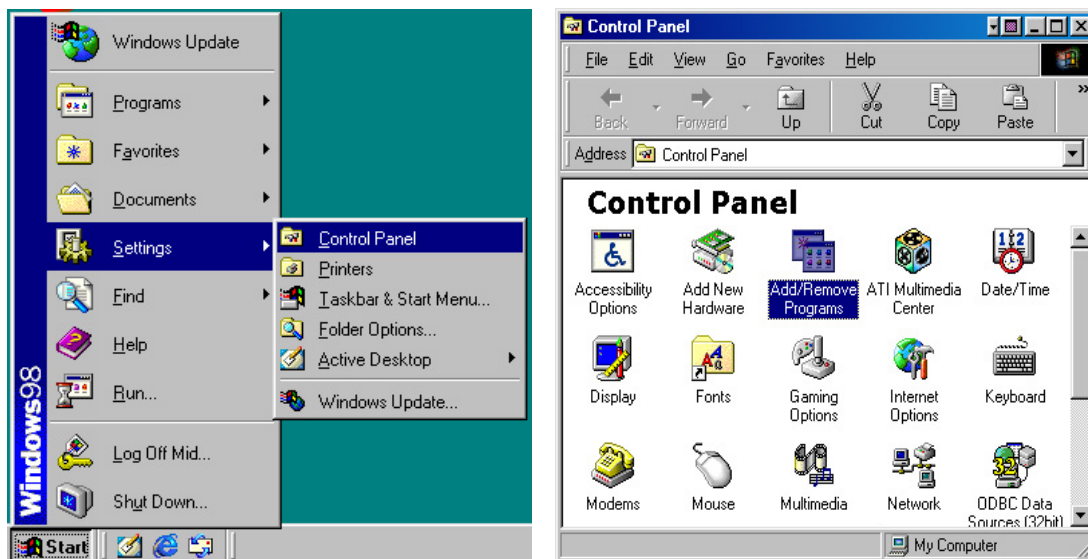 Windows Update
Programs
Favorites
Documents
Settings
Find
Help
Run...
Log Off Mid...
Shut Down...
Windows98
Control Panel
Printers
Taskbar & Start Menu...
Folder Options...
Active Desktop
Windows Update...
Start
Control Panel
File Edit View Go Favorites Help
Back Forward Up Cut Copy Paste
Address Control Panel
Control Panel
Accessibility
Options
Add New
Hardware
Add/Remove
Programs
ATI Multimedia
Center
Date/Time
Display
Fonts
Gaming
Options
Internet
Options
Keyboard
Modems
Mouse
Multimedia
Network
ODBC Data
Sources (32bit)
My Computer